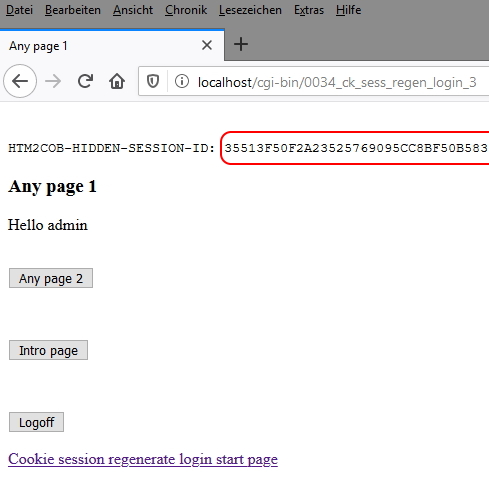 Datei Bearbeiten Ansicht Chronik Lesezeichen Extras Hilfe
Any page 1
localhost/cgi-bin/0034_ck_sess_regen_login_3
HTM2COB-HIDDEN-SESSION-ID: 35513F50F2A23525769095CC8BF50B583
Any page 1
Hello admin
Any page 2
Intro page
Logoff
Cookie session regenerate login start page